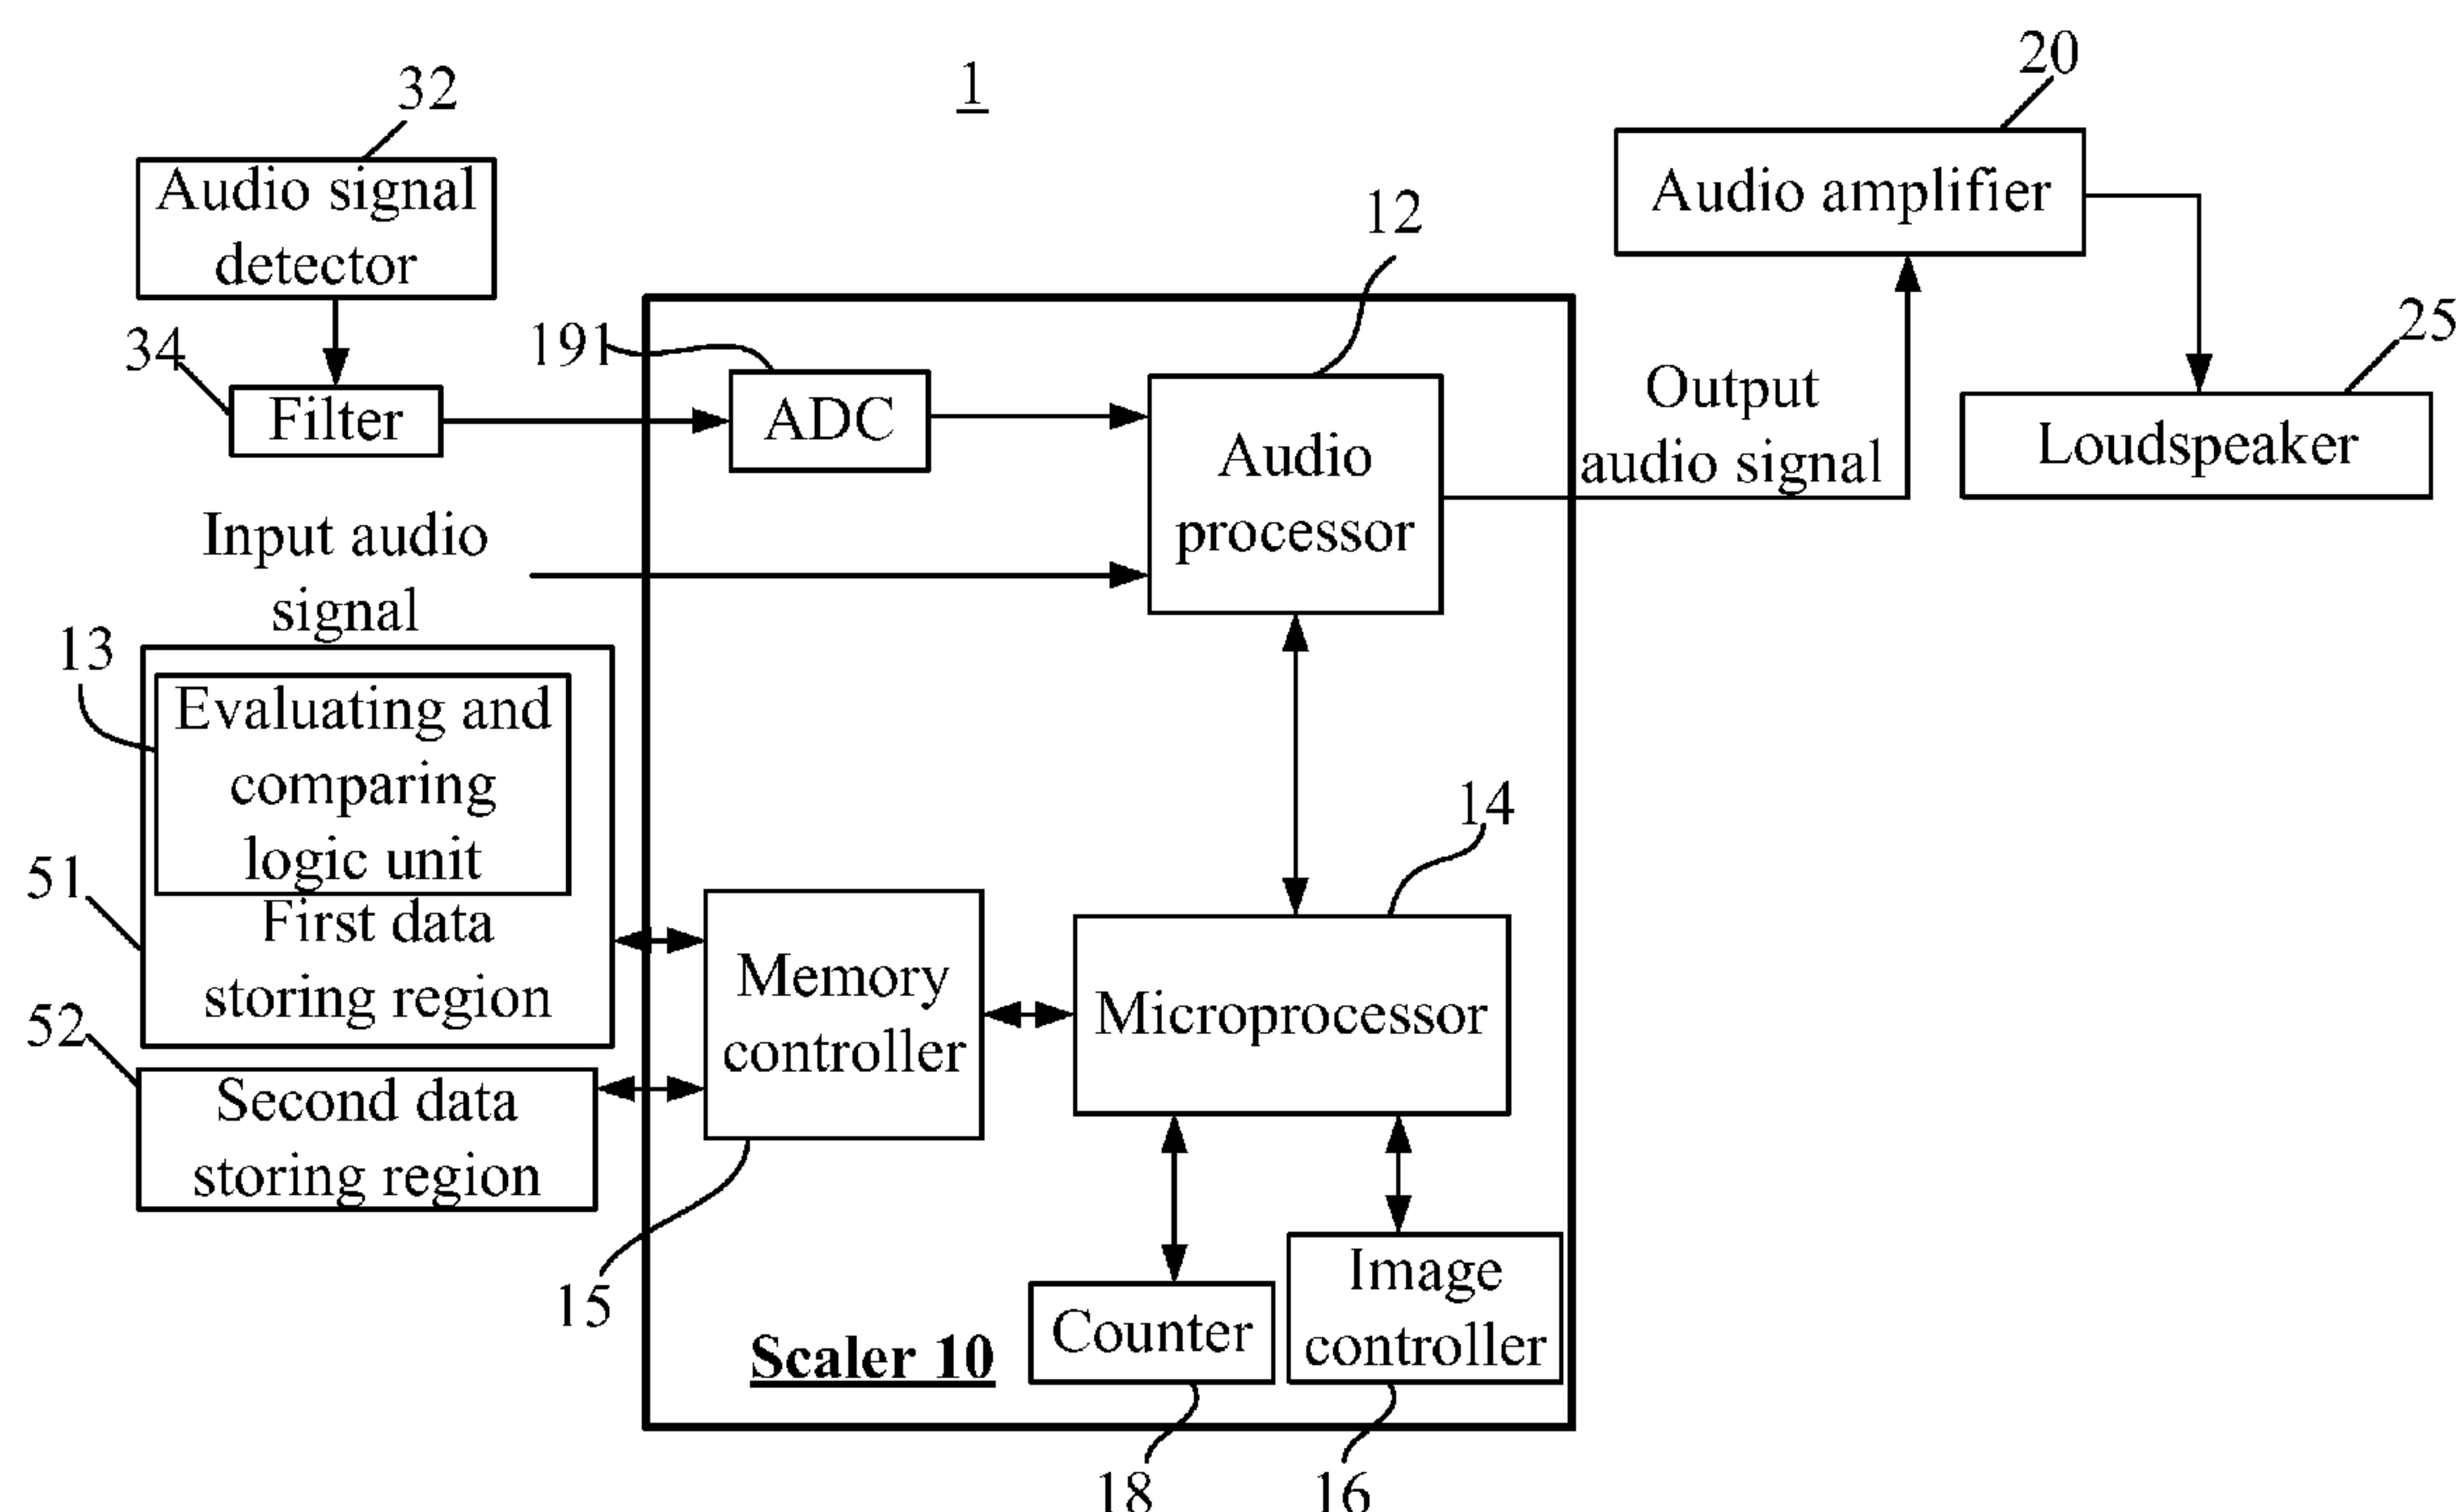 1
32
Audio signal
detector
34
Filter
191
ADC
12
Audio
processor
20
Audio amplifier
25
Loudspeaker
Output
audio signal
Input audio
signal
13
Evaluating and
comparing
logic unit
51
First data
storing region
52
Second data
storing region
Memory
controller
15
14
Microprocessor
Counter
18
Image
controller
16
Scaler 10